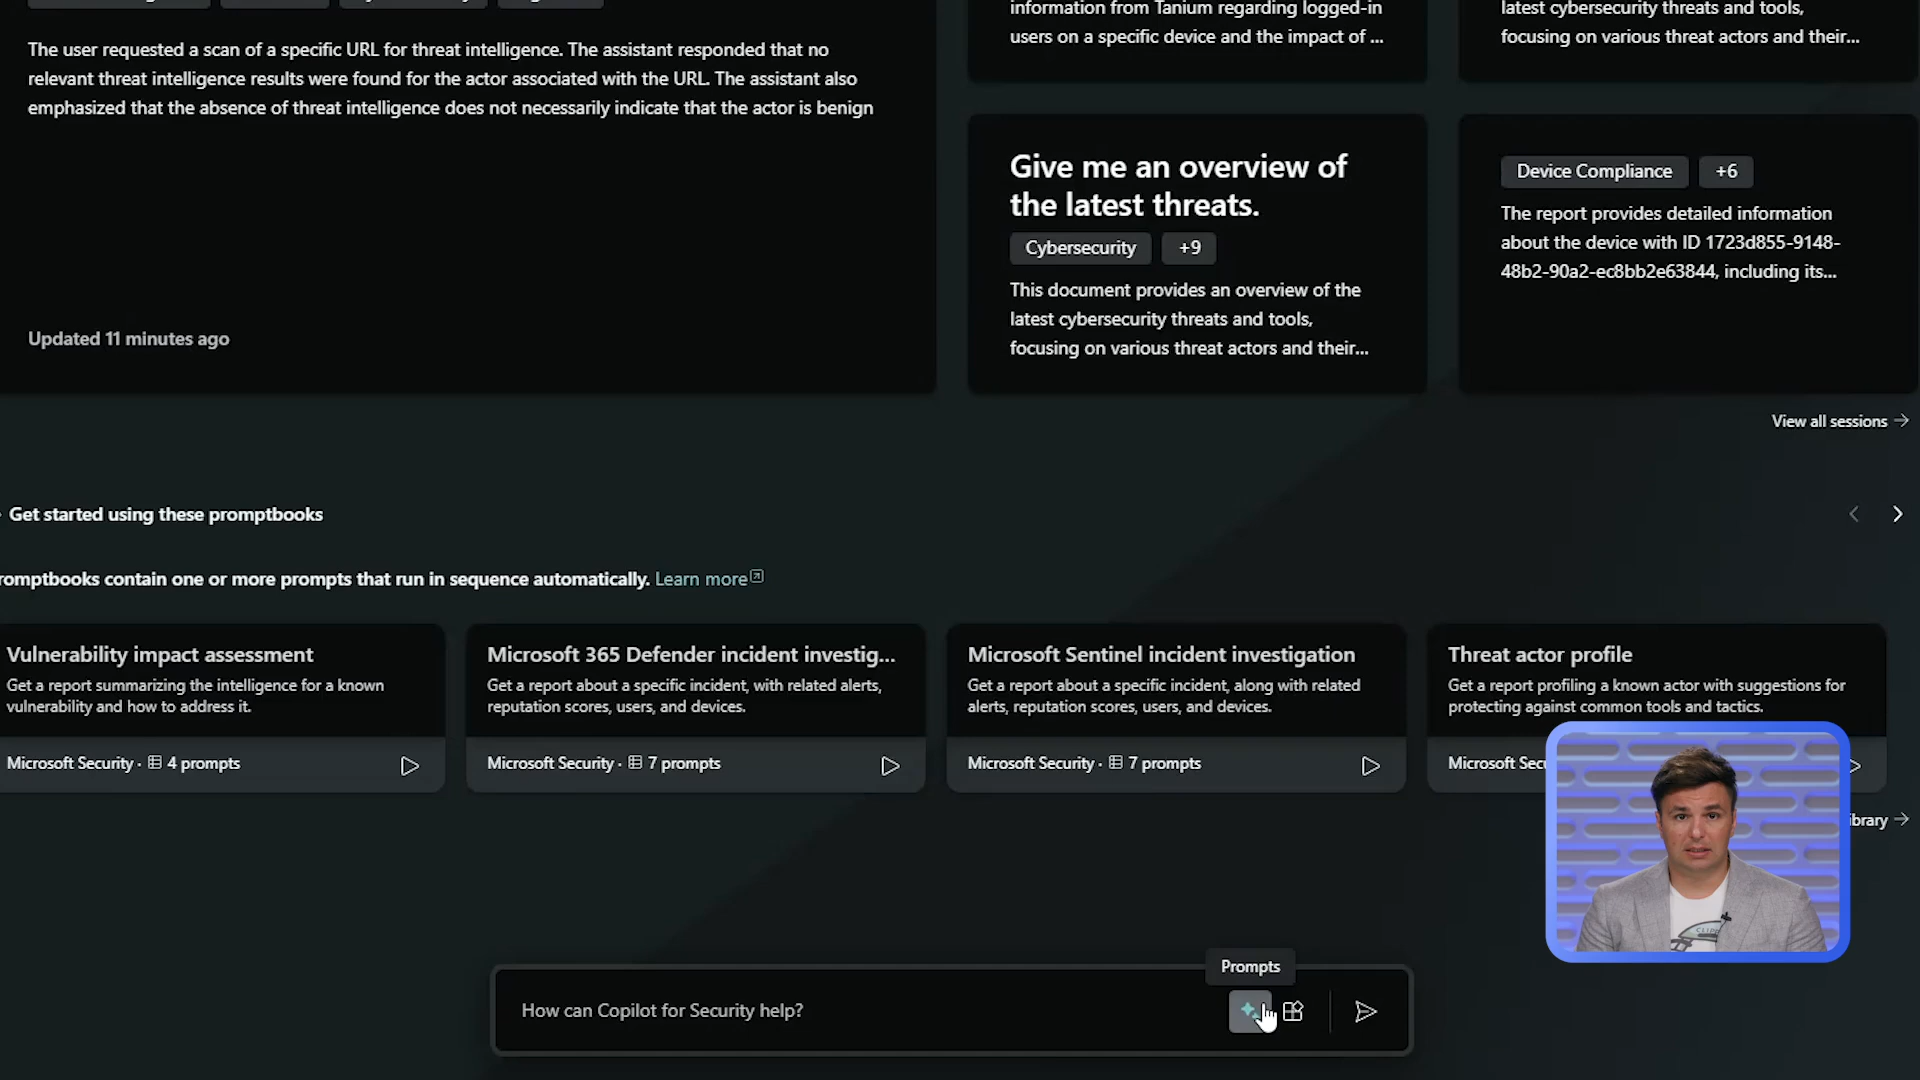 The user requested a scan of a specific URL for threat intelligence. The assistant responded that no
relevant threat intelligence results were found for the actor associated with the URL. The assistant also
emphasized that the absence of threat intelligence does not necessarily indicate that the actor is benign
Updated 11 minutes ago
information from Tanium regarding logged-in
users on a specific device and the impact of ...
latest cybersecurity threats and tools,
focusing on various threat actors and their...
Give me an overview of
the latest threats.
Cybersecurity
+9
This document provides an overview of the
latest cybersecurity threats and tools,
focusing on various threat actors and their...
Device Compliance
+6
The report provides detailed information
about the device with ID 1723d855-9148-
48b2-90a2-ec8bb2e63844, including its...
View all sessions
Get started using these promptbooks
romptbooks contain one or more prompts that run in sequence automatically. Learn more
Vulnerability impact assessment
Get a report summarizing the intelligence for a known
vulnerability and how to address it.
Microsoft Security · 4 prompts
Microsoft 365 Defender incident investig...
Get a report about a specific incident, with related alerts,
reputation scores, users, and devices.
Microsoft Security · 7 prompts
Microsoft Sentinel incident investigation
Get a report about a specific incident, along with related
alerts, reputation scores, users, and devices.
Microsoft Security · 7 prompts
Threat actor profile
Get a report profiling a known actor with suggestions for
protecting against common tools and tactics.
Microsoft Sec
ibrary
Prompts
How can Copilot for Security help?